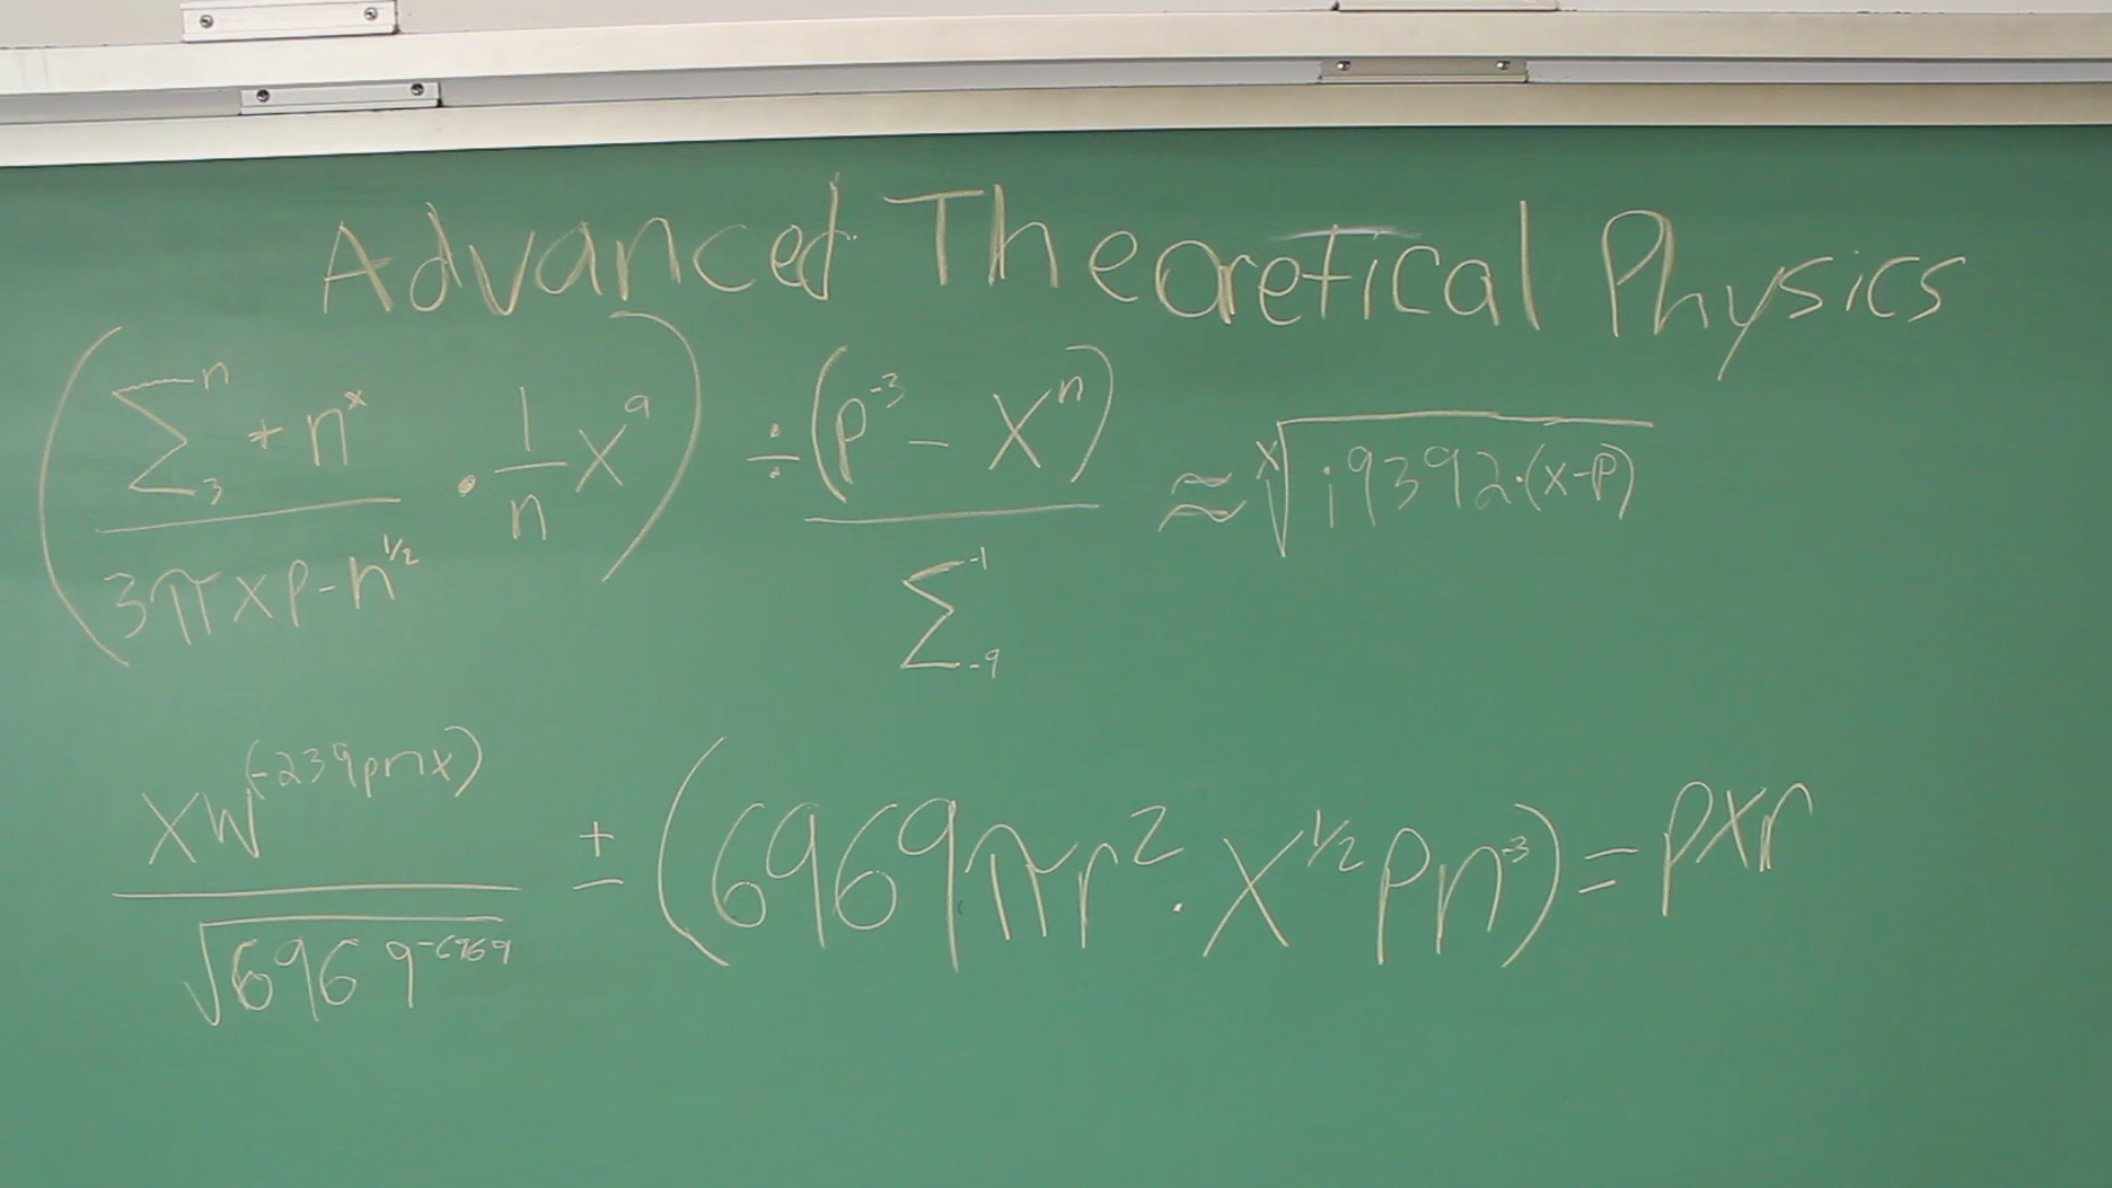 Advanced Theoretical Physics
(∑₃ⁿ + nˣ / 3πxp - n^1/2 · 1/n x⁹) ÷ (p⁻³ - xⁿ) / ∑₋₉⁻¹ ≈ ˣ√(i9392·(x-p))
xw^(-239pnx) / √(6969^-6969) ± (6969πr² · x^1/2 pn⁻³) = pxr